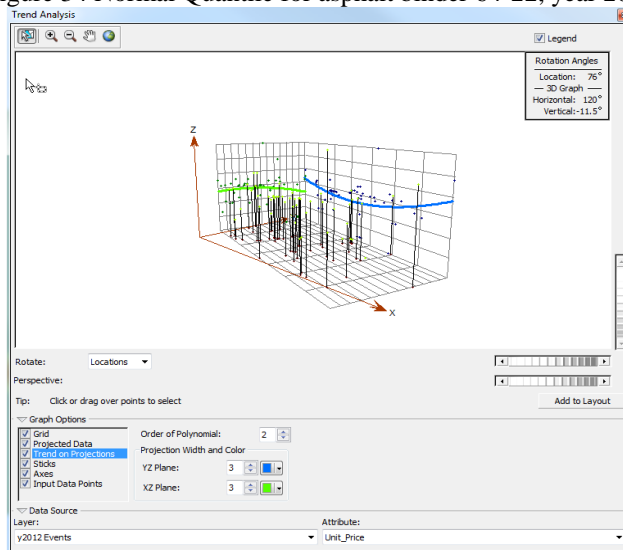 Trend Analysis
Legend
Rotation Angles
Location: 76°
3D Graph
Horizontal: 120°
Vertical:-11.5°
Z
X
Rotate: Locations
Perspective:
Tip: Click or drag over points to select
Add to Layout
Graph Options
Grid
Projected Data
Trend on Projections
Sticks
Axes
Input Data Points
Order of Polynomial: 2
Projection Width and Color
YZ Plane: 3
XZ Plane: 3
Data Source
Layer: Attribute:
y2012 Events Unit_Price